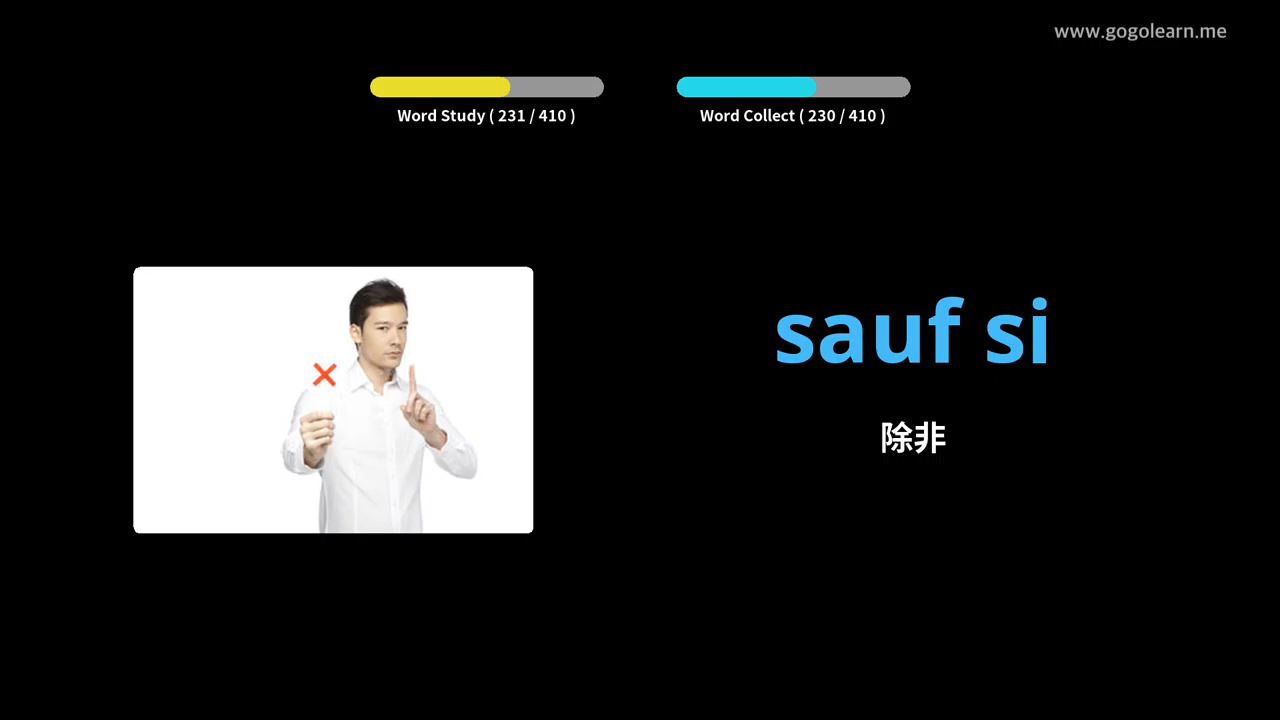 www.gogolearn.me
Word Study ( 231 / 410 )
Word Collect ( 230 / 410 )
sauf si
除非